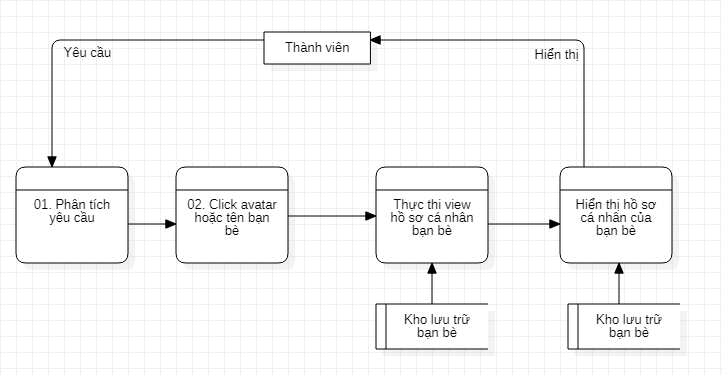 Thành viên
Yêu cầu
Hiển thị
01. Phân tích
yêu cầu
02. Click avatar
hoặc tên bạn
bè
Thực thi view
hồ sơ cá nhân
bạn bè
Hiển thị hồ sơ
cá nhân của
bạn bè
Kho lưu trữ
bạn bè
Kho lưu trữ
bạn bè